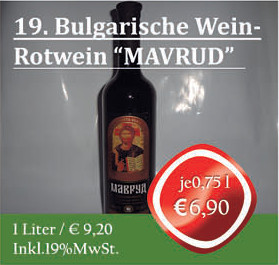 19. Bulgarische Wein-
Rotwein “MAVRUD”
МАВРУД
je0,75 l
€6,90
1 Liter / € 9,20
Inkl.19%MwSt.